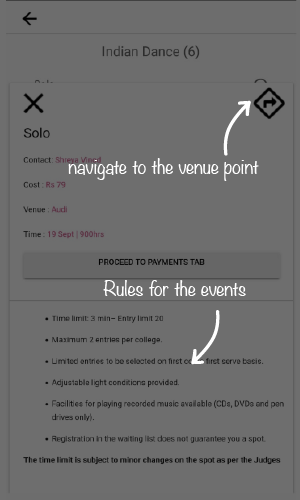 Indian Dance (6)
Solo
Solo
navigate to the venue point
Contact:
Cost : Rs 79
Venue : Audi
Time : 19 Sept | 900hrs
PROCEED TO PAYMENTS TAB
Rules for the events
Time limit: 3 min– Entry limit 20
Maximum 2 entries per college.
Limited entries to be selected on first come first serve basis.
Adjustable light conditions provided.
Facilities for playing recorded music available (CDs, DVDs and pen
drives only).
Registration in the waiting list does not guarantee you a spot.
The time limit is subject to minor changes on the spot as per the Judges